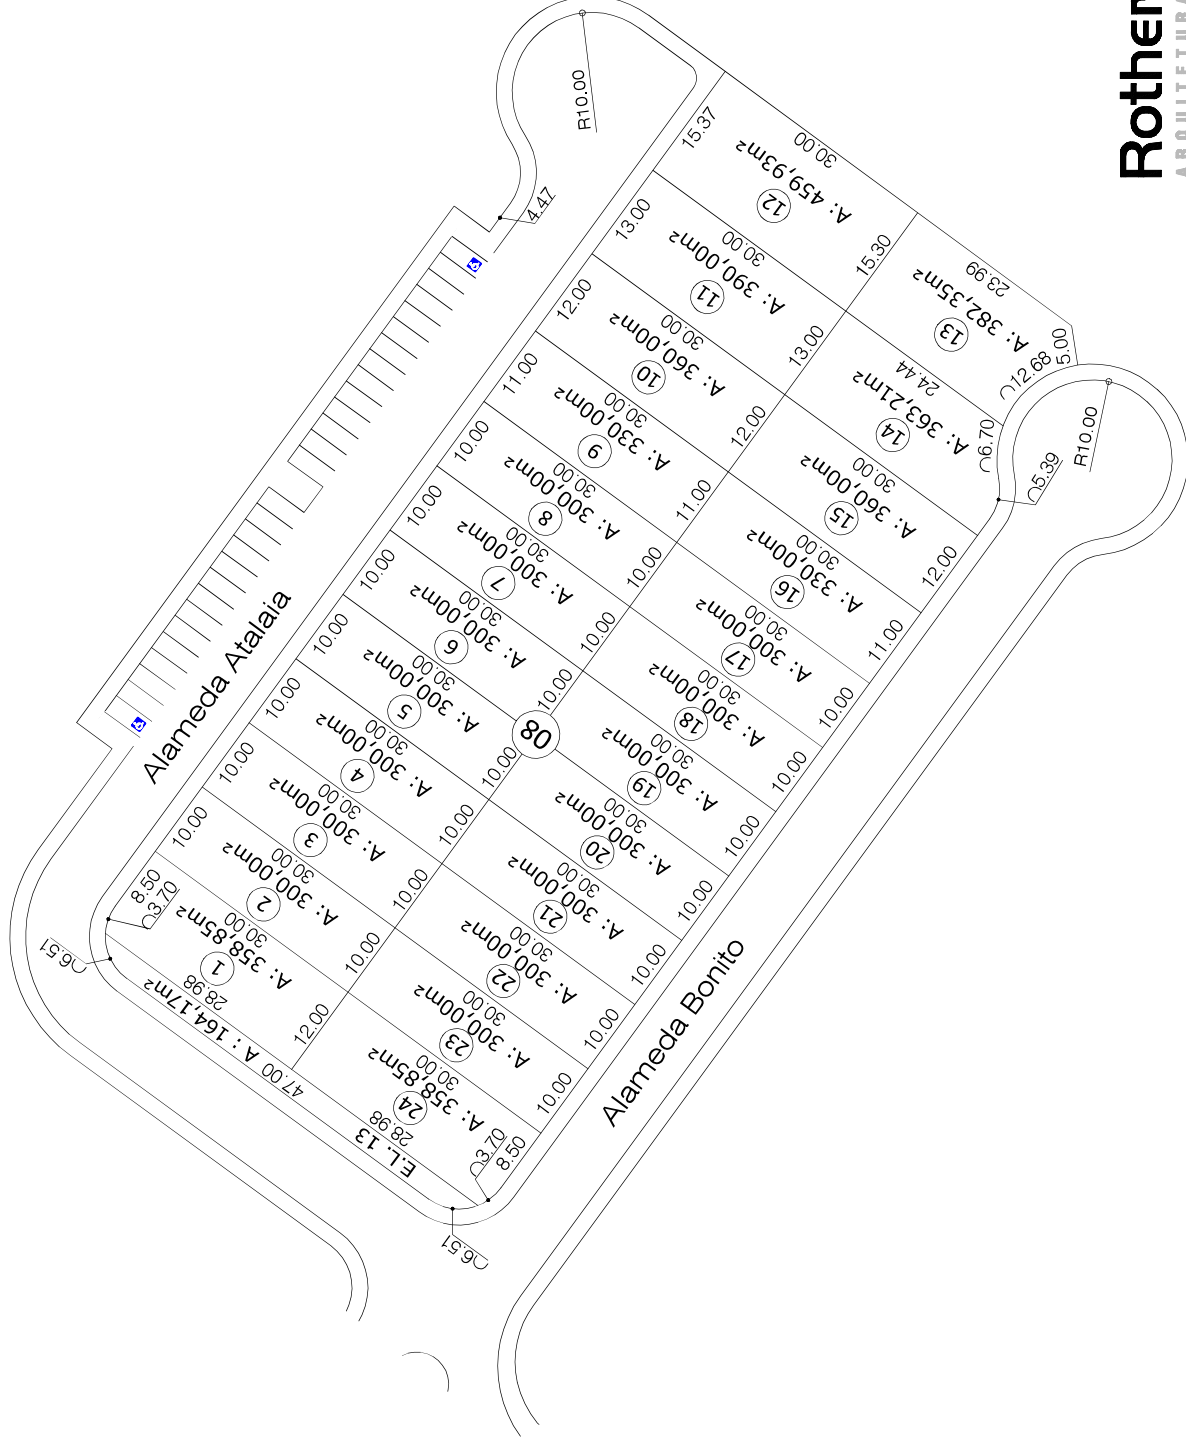 Rother
ARQUITETURA
R10.00
4.47
15.37
30.00
12
A: 459,93m²
13.00
30.00
11
A: 390,00m²
15.30
12.00
30.00
10
A: 360,00m²
13.00
11.00
30.00
9
A: 330,00m²
12.00
10.00
30.00
8
A: 300,00m²
11.00
10.00
30.00
7
A: 300,00m²
10.00
10.00
30.00
6
A: 300,00m²
10.00
10.00
30.00
5
A: 300,00m²
10.00
10.00
30.00
4
A: 300,00m²
10.00
10.00
30.00
3
A: 300,00m²
10.00
10.00
30.00
2
A: 300,00m²
10.00
8.50
3.70
30.00
1
A: 358,85m²
28.98
10.00
12.00
6.51
Alameda Atalaia
08
23.99
13
A: 382,35m²
5.00
12.68
24.44
14
A: 363,21m²
6.70
5.39
R10.00
30.00
15
A: 360,00m²
12.00
30.00
16
A: 330,00m²
11.00
30.00
17
A: 300,00m²
10.00
30.00
18
A: 300,00m²
10.00
30.00
19
A: 300,00m²
10.00
30.00
20
A: 300,00m²
10.00
30.00
21
A: 300,00m²
10.00
30.00
22
A: 300,00m²
10.00
30.00
23
A: 300,00m²
10.00
30.00
24
A: 358,85m²
28.98
3.70
8.50
6.51
E.L. 13
47.00
A : 164,17m²
Alameda Bonito